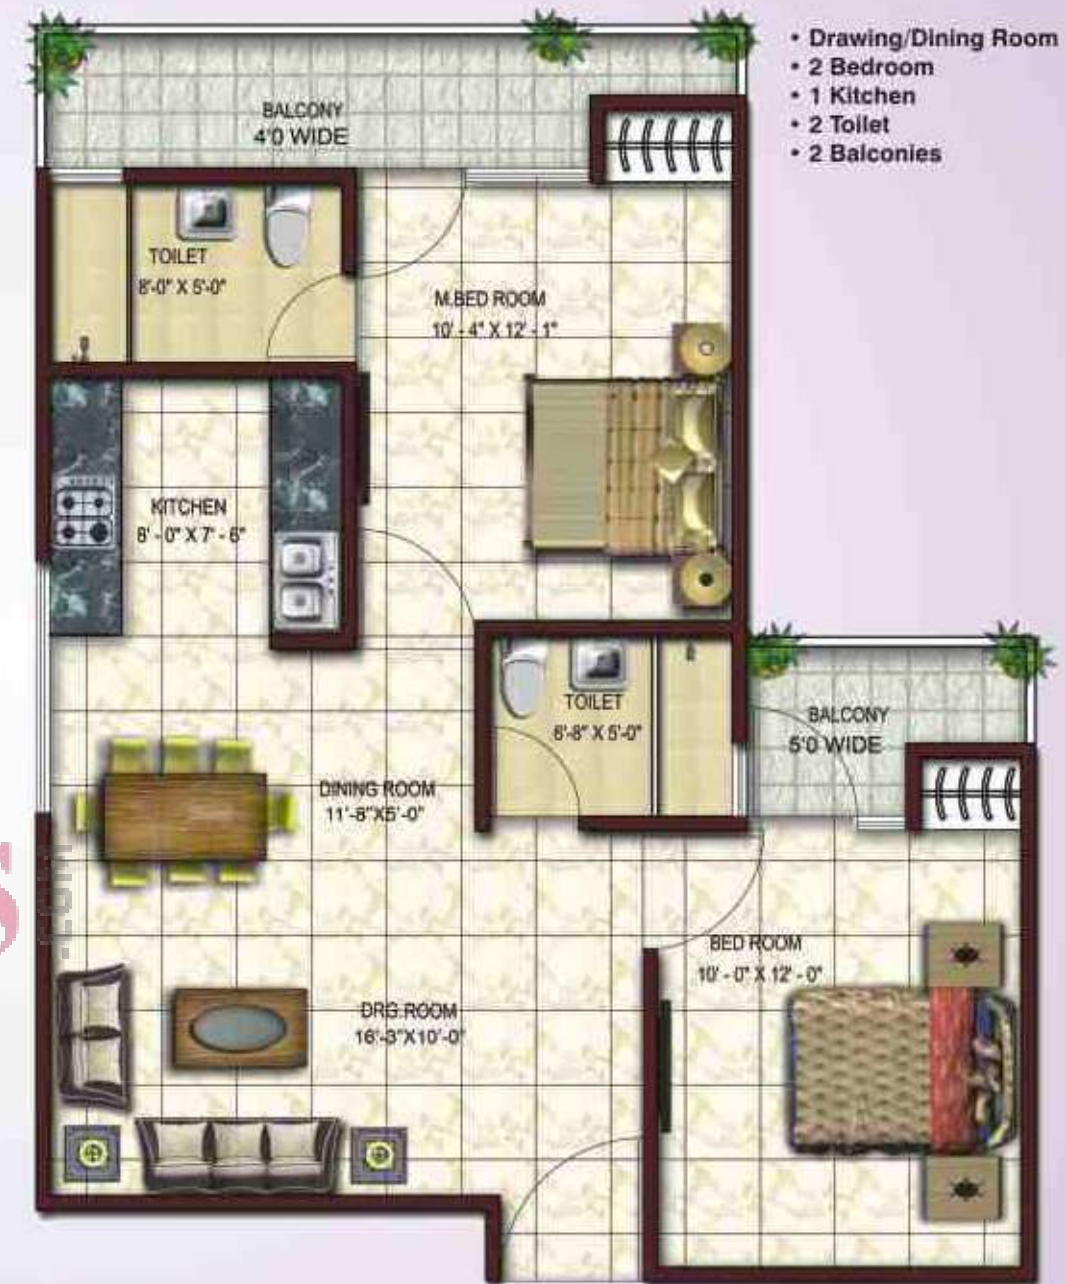 • Drawing/Dining Room
• 2 Bedroom
• 1 Kitchen
• 2 Toilet
• 2 Balconies
BALCONY
4'0 WIDE
TOILET
8'-0" X 5'-0"
M.BED ROOM
10' - 4" X 12' - 1"
KITCHEN
8' - 0" X 7' - 6"
TOILET
6'-8" X 5'-0"
BALCONY
5'0 WIDE
DINING ROOM
11'-8"X5'-0"
BED ROOM
10' - 0" X 12' - 0"
DRG.ROOM
16'-3"X10'-0"
S
.COM